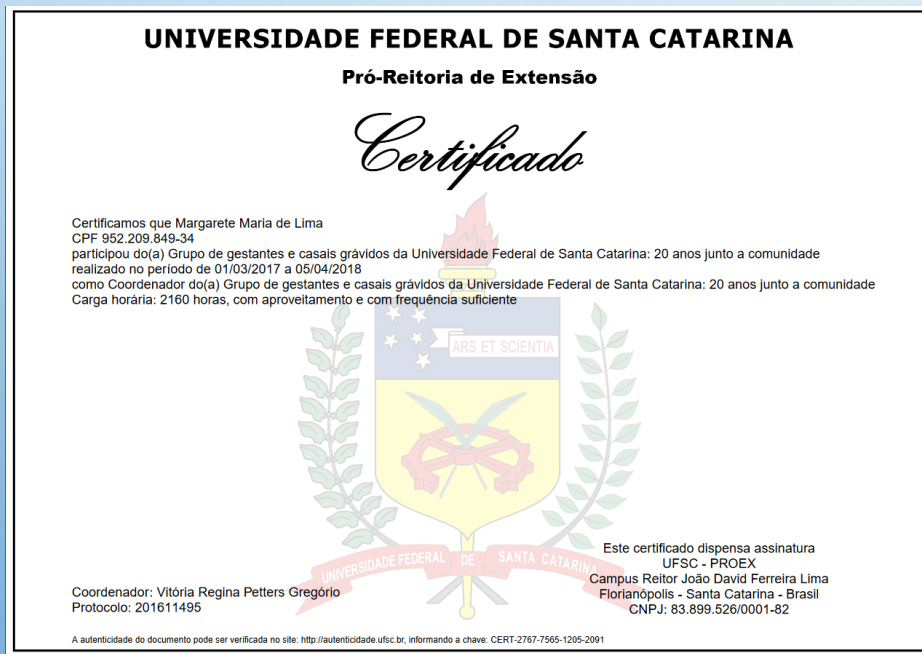 UNIVERSIDADE FEDERAL DE SANTA CATARINA
Pró-Reitoria de Extensão
Certificado
Certificamos que Margarete Maria de Lima
CPF 952.209.849-34
participou do(a) Grupo de gestantes e casais grávidos da Universidade Federal de Santa Catarina: 20 anos junto a comunidade
realizado no período de 01/03/2017 a 05/04/2018
como Coordenador do(a) Grupo de gestantes e casais grávidos da Universidade Federal de Santa Catarina: 20 anos junto a comunidade
Carga horária: 2160 horas, com aproveitamento e com frequência suficiente
ARS ET SCIENTIA
UNIVERSIDADE FEDERAL DE SANTA CATARINA
Este certificado dispensa assinatura
UFSC - PROEX
Campus Reitor João David Ferreira Lima
Florianópolis - Santa Catarina - Brasil
CNPJ: 83.899.526/0001-82
Coordenador: Vitória Regina Petters Gregório
Protocolo: 201611495
A autenticidade do documento pode ser verificada no site: http://autenticidade.ufsc.br, informando a chave: CERT-2767-7565-1205-2091